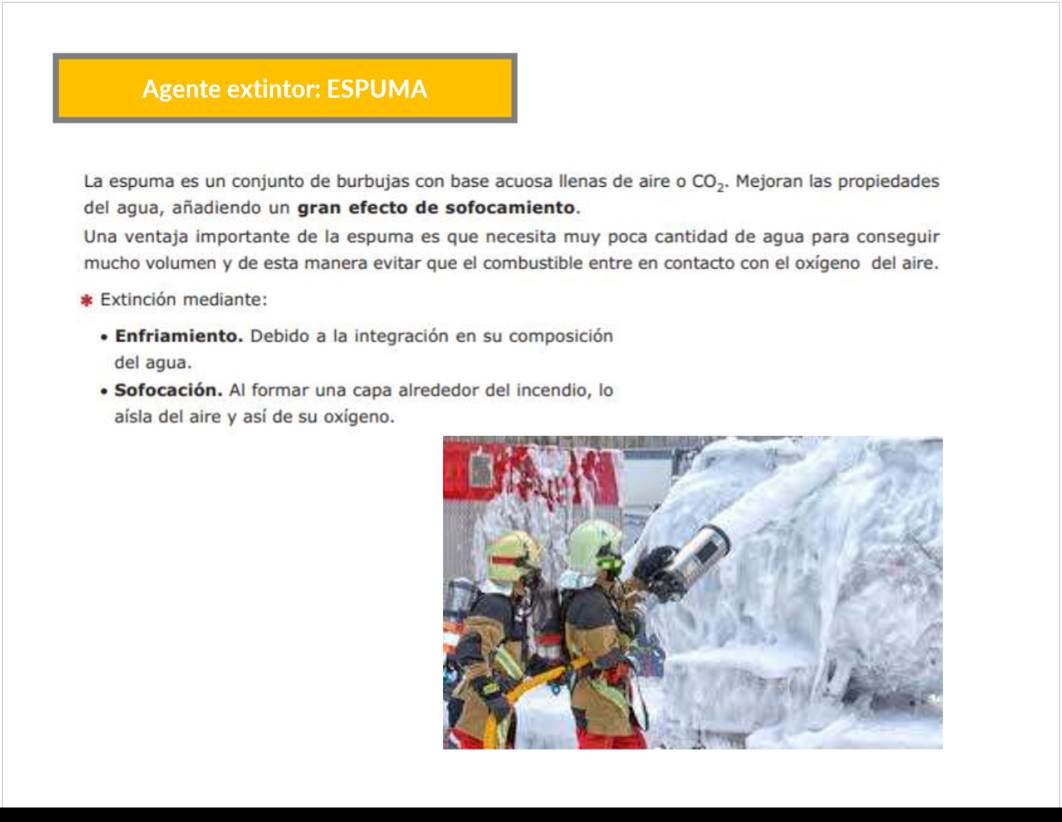 Agente extintor: ESPUMA
La espuma es un conjunto de burbujas con base acuosa llenas de aire o CO₂. Mejoran las propiedades
del agua, añadiendo un gran efecto de sofocamiento.
Una ventaja importante de la espuma es que necesita muy poca cantidad de agua para conseguir
mucho volumen y de esta manera evitar que el combustible entre en contacto con el oxígeno del aire.
✱ Extinción mediante:
• Enfriamiento. Debido a la integración en su composición
del agua.
• Sofocación. Al formar una capa alrededor del incendio, lo
aísla del aire y así de su oxígeno.